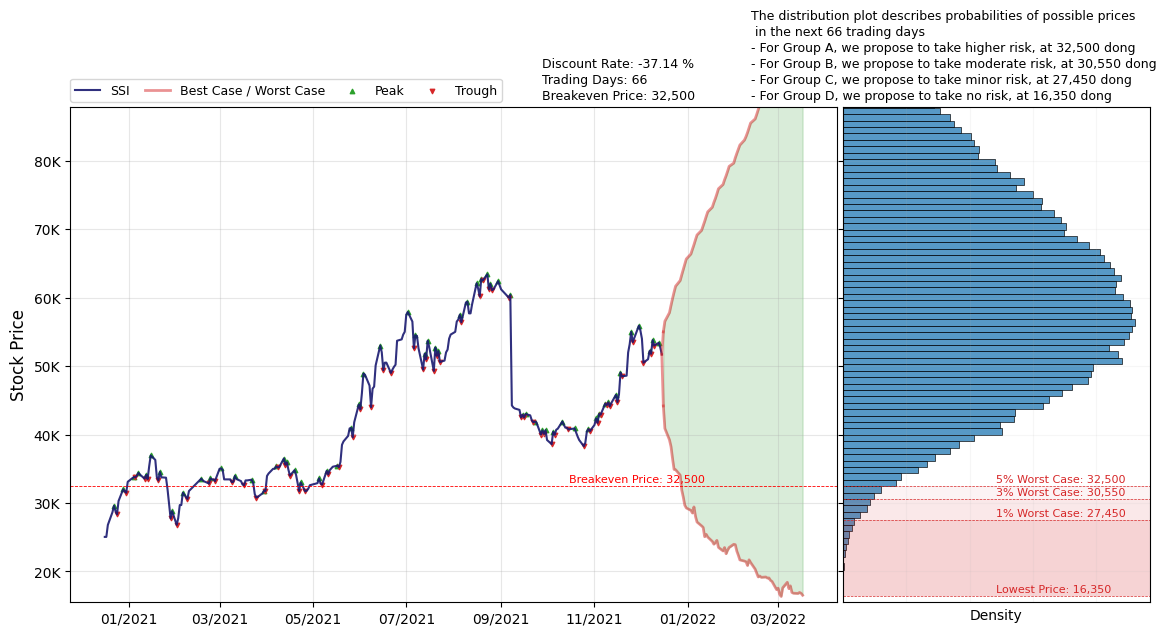 The distribution plot describes probabilities of possible prices
in the next 66 trading days
- For Group A, we propose to take higher risk, at 32,500 dong
- For Group B, we propose to take moderate risk, at 30,550 dong
- For Group C, we propose to take minor risk, at 27,450 dong
- For Group D, we propose to take no risk, at 16,350 dong
Discount Rate: -37.14 %
Trading Days: 66
Breakeven Price: 32,500
SSI Best Case / Worst Case Peak Trough
Stock Price
80K
70K
60K
50K
40K
30K
20K
Breakeven Price: 32,500
5% Worst Case: 32,500
3% Worst Case: 30,550
1% Worst Case: 27,450
Lowest Price: 16,350
01/2021 03/2021 05/2021 07/2021 09/2021 11/2021 01/2022 03/2022
Density